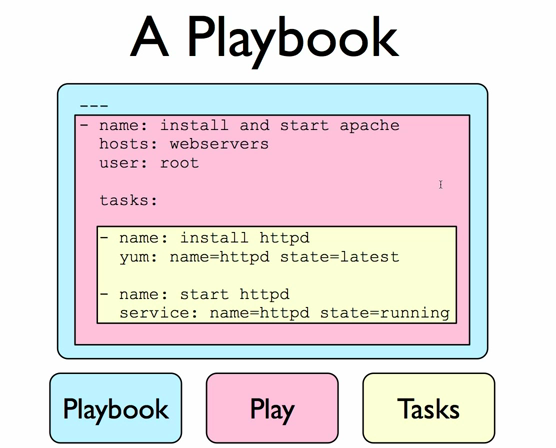 A Playbook
---
- name: install and start apache
  hosts: webservers
  user: root
  tasks:
  - name: install httpd
    yum: name=httpd state=latest
  - name: start httpd
    service: name=httpd state=running
Playbook
Play
Tasks